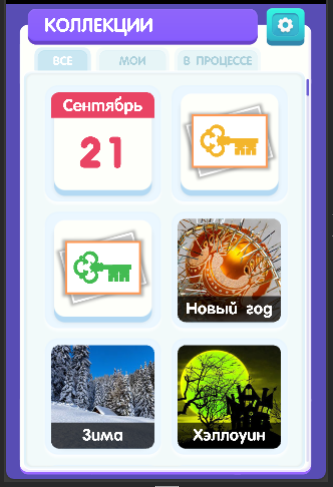 КОЛЛЕКЦИИ
ВСЕ
МОИ
В ПРОЦЕССЕ
Сентябрь
21
Новый год
Зима
Хэллоуин